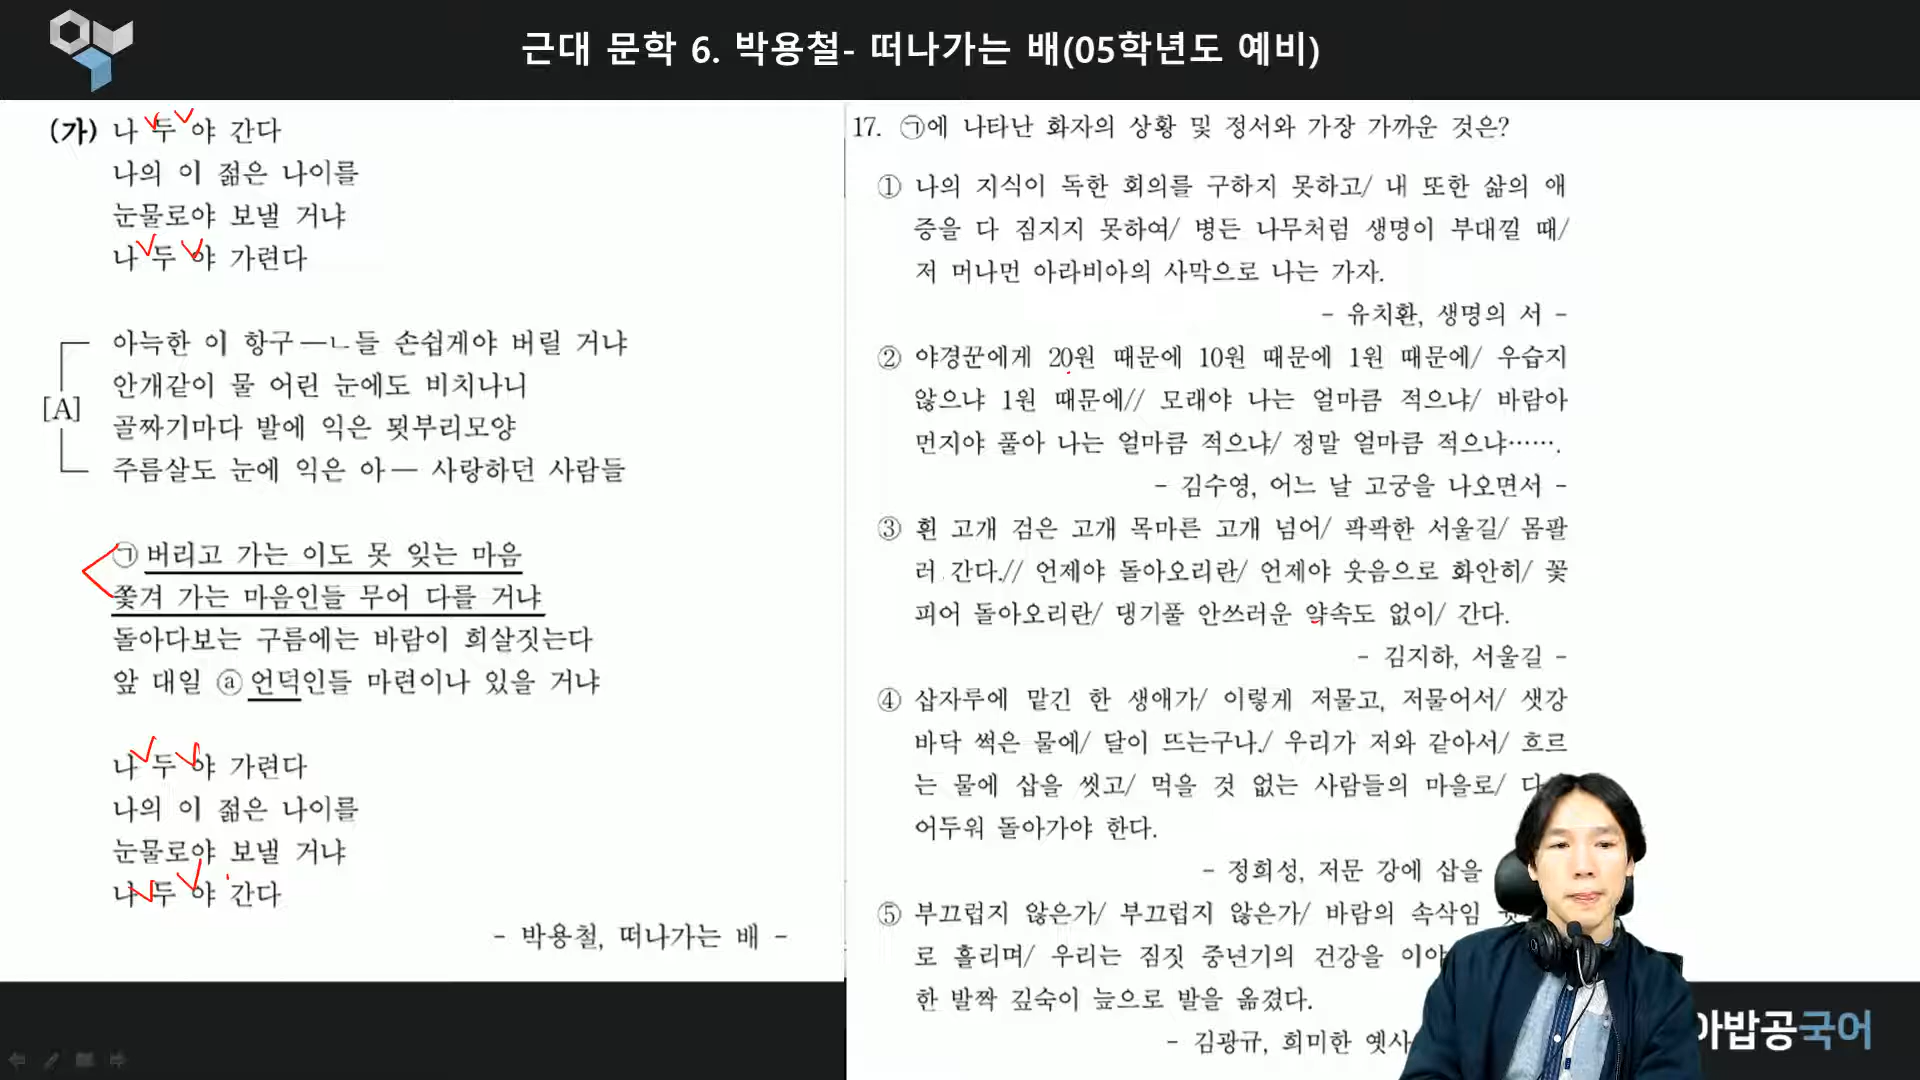 근대 문학 6. 박용철- 떠나가는 배(05학년도 예비)
(가) 나 두 야 간다
나의 이 젊은 나이를
눈물로야 보낼 거냐
나 두 야 가련다
아늑한 이 항구―ㄴ들 손쉽게야 버릴 거냐
안개같이 물 어린 눈에도 비치나니
골짜기마다 발에 익은 묏부리모양
주름살도 눈에 익은 아― 사랑하던 사람들
[A]
㉠ 버리고 가는 이도 못 잊는 마음
쫓겨 가는 마음인들 무어 다를 거냐
돌아다보는 구름에는 바람이 희살짓는다
앞 대일 ⓐ 언덕인들 마련이나 있을 거냐
나 두 야 가련다
나의 이 젊은 나이를
눈물로야 보낼 거냐
나 두 야 간다
- 박용철, 떠나가는 배 -
17. ㉠에 나타난 화자의 상황 및 정서와 가장 가까운 것은?
① 나의 지식이 독한 회의를 구하지 못하고/ 내 또한 삶의 애
증을 다 짐지지 못하여/ 병든 나무처럼 생명이 부대낄 때/
저 머나먼 아라비아의 사막으로 나는 가자.
- 유치환, 생명의 서 -
② 야경꾼에게 20원 때문에 10원 때문에 1원 때문에/ 우습지
않으냐 1원 때문에// 모래야 나는 얼마큼 적으냐/ 바람아
먼지야 풀아 나는 얼마큼 적으냐/ 정말 얼마큼 적으냐…….
- 김수영, 어느 날 고궁을 나오면서 -
③ 흰 고개 검은 고개 목마른 고개 넘어/ 팍팍한 서울길/ 몸팔
러 간다.// 언제야 돌아오리란/ 언제야 웃음으로 화안히/ 꽃
피어 돌아오리란/ 댕기풀 안쓰러운 약속도 없이/ 간다.
- 김지하, 서울길 -
④ 삽자루에 맡긴 한 생애가/ 이렇게 저물고, 저물어서/ 샛강
바닥 썩은 물에/ 달이 뜨는구나./ 우리가 저와 같아서/ 흐르
는 물에 삽을 씻고/ 먹을 것 없는 사람들의 마을로/ 다
어두워 돌아가야 한다.
- 정희성, 저문 강에 삽을
⑤ 부끄럽지 않은가/ 부끄럽지 않은가/ 바람의 속삭임
로 흘리며/ 우리는 짐짓 중년기의 건강을 이야
한 발짝 깊숙이 늪으로 발을 옮겼다.
- 김광규, 희미한 옛사
아밥공국어